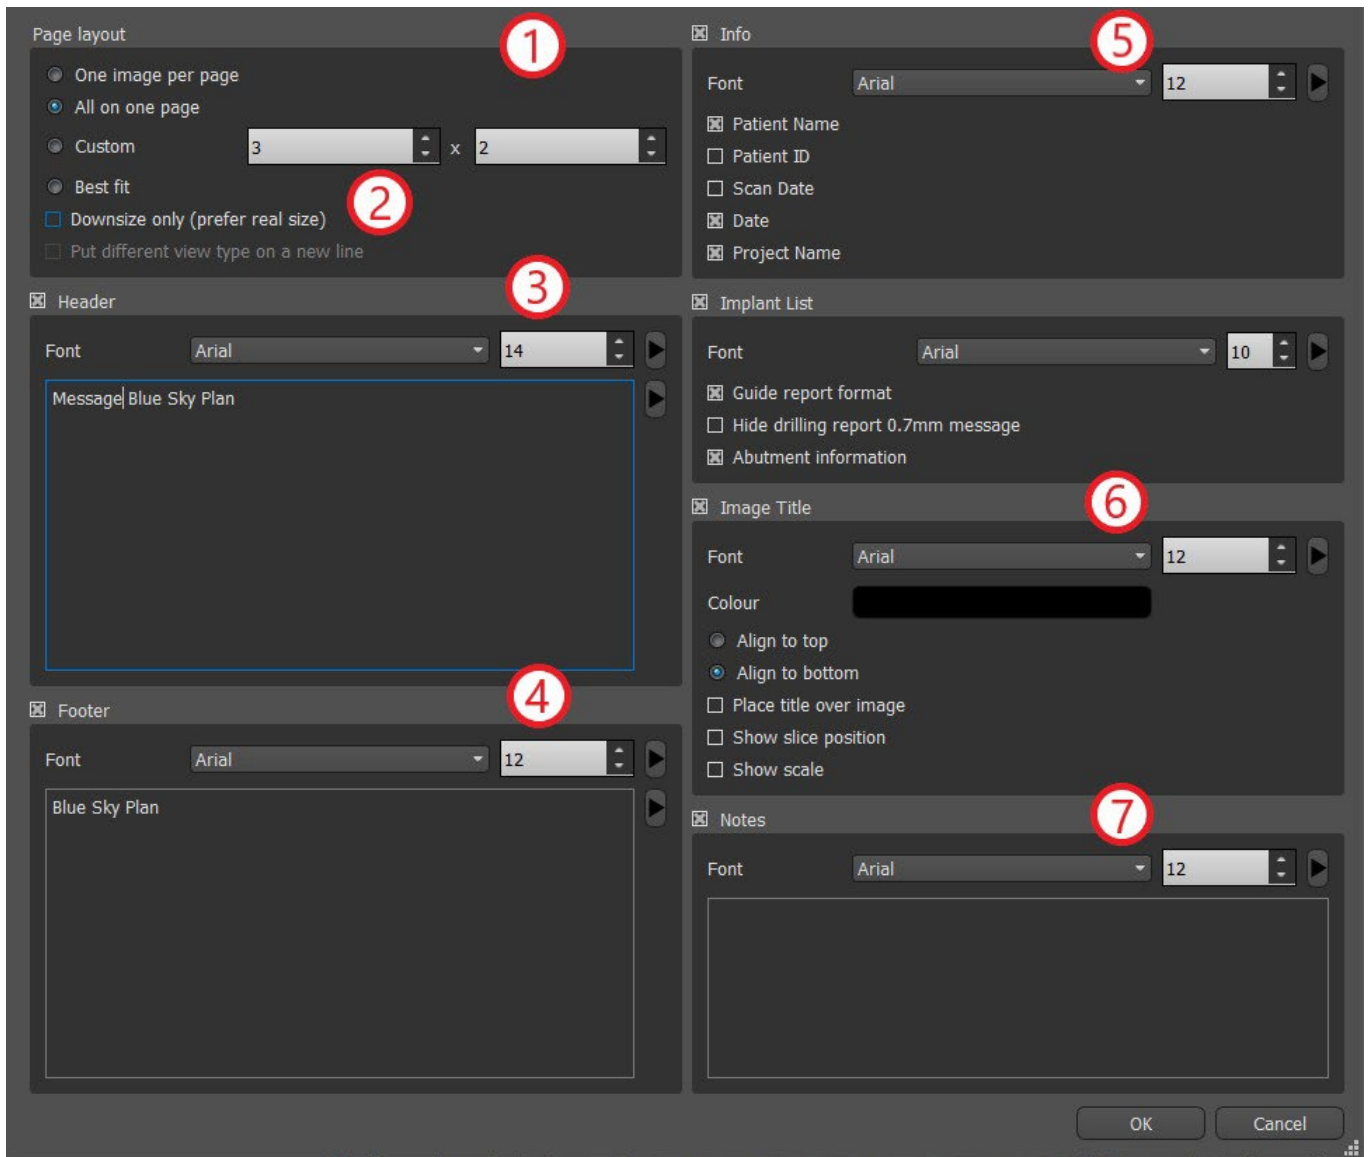 Page layout
1
One image per page
All on one page
Custom 3 x 2
Best fit
2
Downsize only (prefer real size)
Put different view type on a new line
3
Header
Font Arial 14
Message Blue Sky Plan
4
Footer
Font Arial 12
Blue Sky Plan
5
Info
Font Arial 12
Patient Name
Patient ID
Scan Date
Date
Project Name
Implant List
Font Arial 10
Guide report format
Hide drilling report 0.7mm message
Abutment information
6
Image Title
Font Arial 12
Colour
Align to top
Align to bottom
Place title over image
Show slice position
Show scale
7
Notes
Font Arial 12
OK Cancel